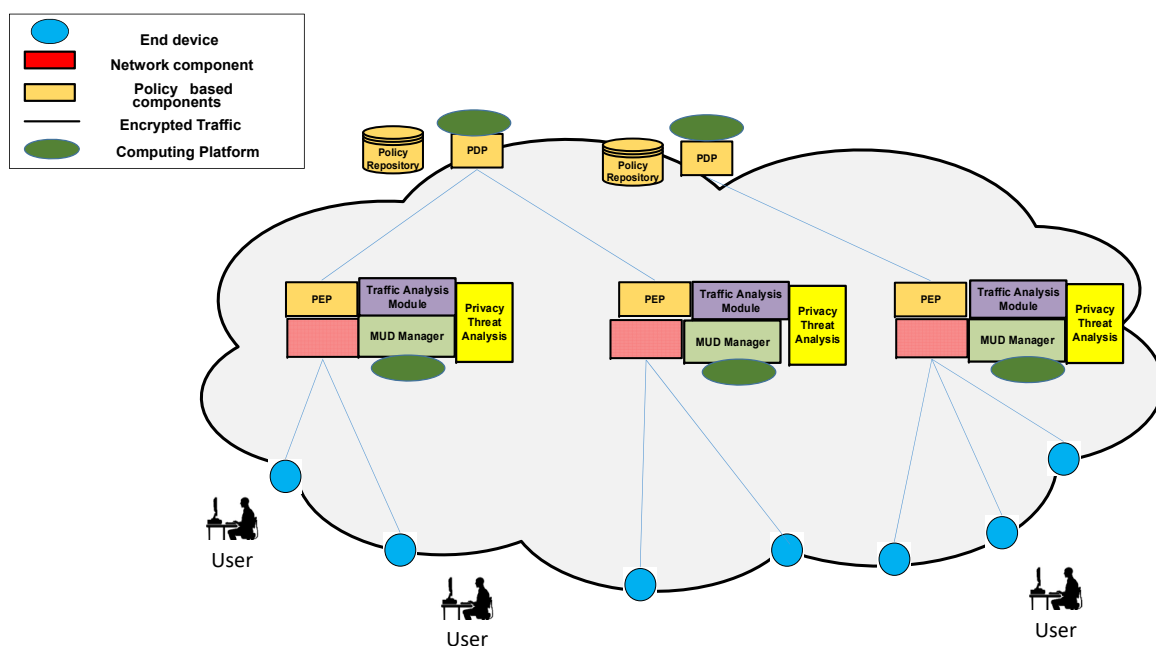 End device
Network component
Policy based
components
Encrypted Traffic
Computing Platform
Policy
Repository
PDP
Policy
Repository
PDP
PEP
Traffic Analysis
Module
MUD Manager
Privacy
Threat
Analysis
PEP
Traffic Analysis
Module
MUD Manager
Privacy
Threat
Analysis
PEP
Traffic Analysis
Module
MUD Manager
Privacy
Threat
Analysis
User
User
User